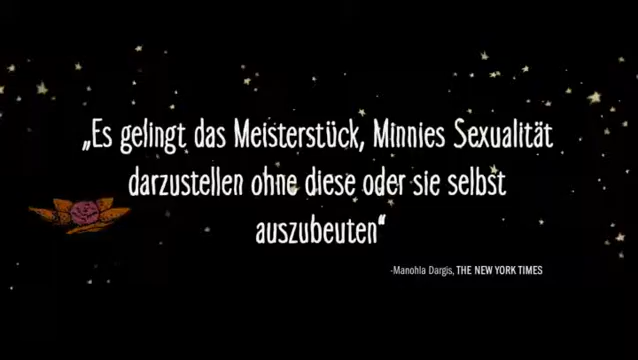 „Es gelingt das Meisterstück, Minnies Sexualität
darzustellen ohne diese oder sie selbst
auszubeuten“
-Manohla Dargis, THE NEW YORK TIMES